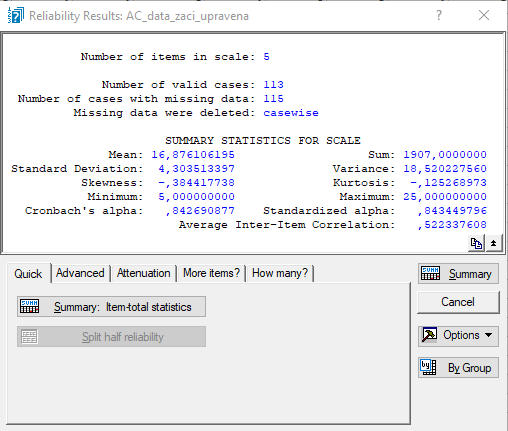 Reliability Results: AC_data_zaci_upravena
Number of items in scale: 5
Number of valid cases: 113
Number of cases with missing data: 115
Missing data were deleted: casewise
SUMMARY STATISTICS FOR SCALE
Mean: 16,876106195 Sum: 1907,0000000
Standard Deviation: 4,303513397 Variance: 18,520227560
Skewness: -,384417738 Kurtosis: -,125268973
Minimum: 5,000000000 Maximum: 25,000000000
Cronbach's alpha: ,842690877 Standardized alpha: ,843449796
Average Inter-Item Correlation: ,522337608
Quick Advanced Attenuation More items? How many?
Summary: Item-total statistics
Split half reliability
Summary
Cancel
Options
By Group